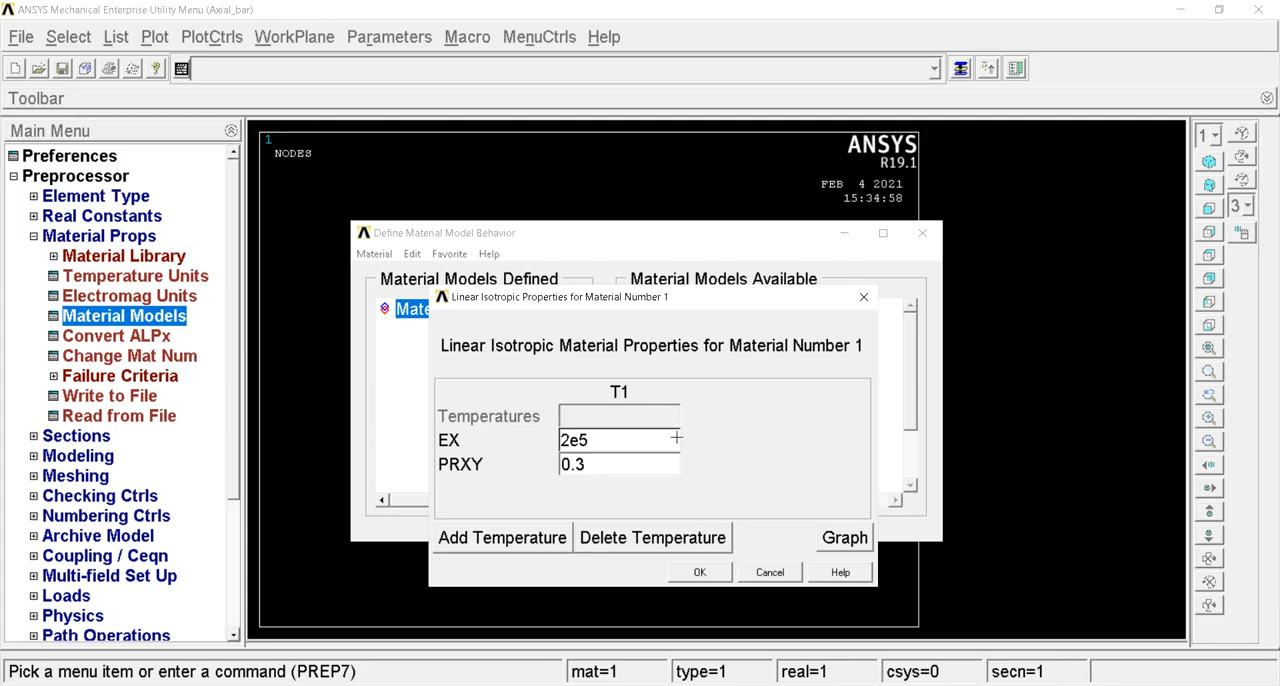 ANSYS Mechanical Enterprise Utility Menu (Axial_bar)
File Select List Plot PlotCtrls WorkPlane Parameters Macro MenuCtrls Help
Toolbar
Main Menu
Preferences
Preprocessor
Element Type
Real Constants
Material Props
Material Library
Temperature Units
Electromag Units
Material Models
Convert ALPx
Change Mat Num
Failure Criteria
Write to File
Read from File
Sections
Modeling
Meshing
Checking Ctrls
Numbering Ctrls
Archive Model
Coupling / Ceqn
Multi-field Set Up
Loads
Physics
Path Operations
1
NODES
ANSYS
R19.1
FEB 4 2021
15:34:58
Define Material Model Behavior
Material Edit Favorite Help
Material Models Defined Material Models Available
Mate
Linear Isotropic Properties for Material Number 1
Linear Isotropic Material Properties for Material Number 1
T1
Temperatures
EX 2e5
PRXY 0.3
Add Temperature Delete Temperature Graph
OK Cancel Help
1
3
Pick a menu item or enter a command (PREP7) mat=1 type=1 real=1 csys=0 secn=1